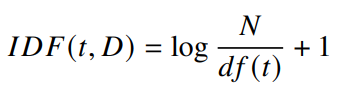 IDF(t, D) = log N / df(t) + 1